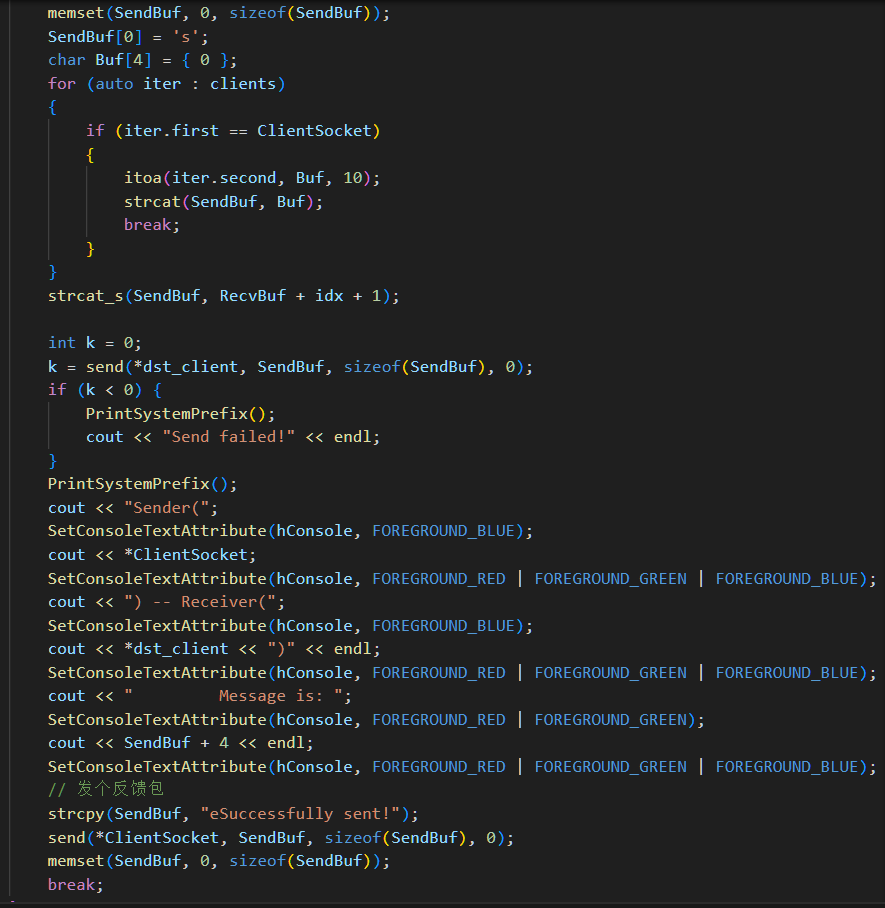 memset(SendBuf, 0, sizeof(SendBuf));
SendBuf[0] = 's';
char Buf[4] = { 0 };
for (auto iter : clients)
{
    if (iter.first == ClientSocket)
    {
        itoa(iter.second, Buf, 10);
        strcat(SendBuf, Buf);
        break;
    }
}
strcat_s(SendBuf, RecvBuf + idx + 1);

int k = 0;
k = send(*dst_client, SendBuf, sizeof(SendBuf), 0);
if (k < 0) {
    PrintSystemPrefix();
    cout << "Send failed!" << endl;
}
PrintSystemPrefix();
cout << "Sender(";
SetConsoleTextAttribute(hConsole, FOREGROUND_BLUE);
cout << *ClientSocket;
SetConsoleTextAttribute(hConsole, FOREGROUND_RED | FOREGROUND_GREEN | FOREGROUND_BLUE);
cout << ") -- Receiver(";
SetConsoleTextAttribute(hConsole, FOREGROUND_BLUE);
cout << *dst_client << ")" << endl;
SetConsoleTextAttribute(hConsole, FOREGROUND_RED | FOREGROUND_GREEN | FOREGROUND_BLUE);
cout << "         Message is: ";
SetConsoleTextAttribute(hConsole, FOREGROUND_RED | FOREGROUND_GREEN);
cout << SendBuf + 4 << endl;
SetConsoleTextAttribute(hConsole, FOREGROUND_RED | FOREGROUND_GREEN | FOREGROUND_BLUE);
// 发个反馈包
strcpy(SendBuf, "eSuccessfully sent!");
send(*ClientSocket, SendBuf, sizeof(SendBuf), 0);
memset(SendBuf, 0, sizeof(SendBuf));
break;